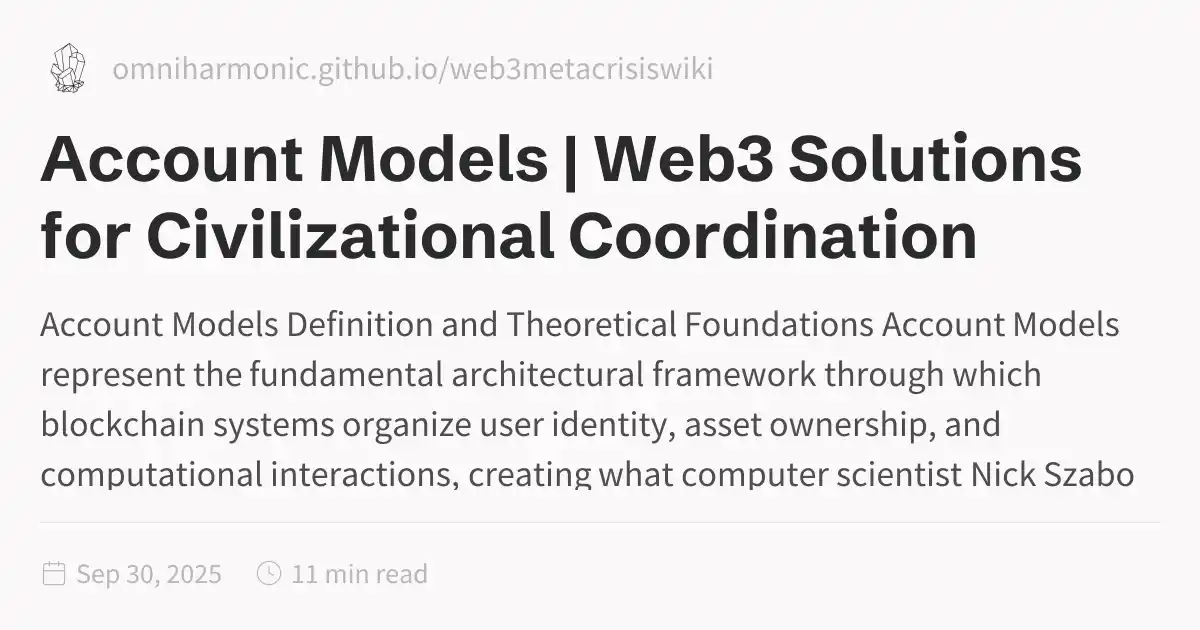 omniharmonic.github.io/web3metacrisiswiki
Account Models | Web3 Solutions
for Civilizational Coordination
Account Models Definition and Theoretical Foundations Account Models
represent the fundamental architectural framework through which
blockchain systems organize user identity, asset ownership, and
computational interactions, creating what computer scientist Nick Szabo
Sep 30, 2025 11 min read